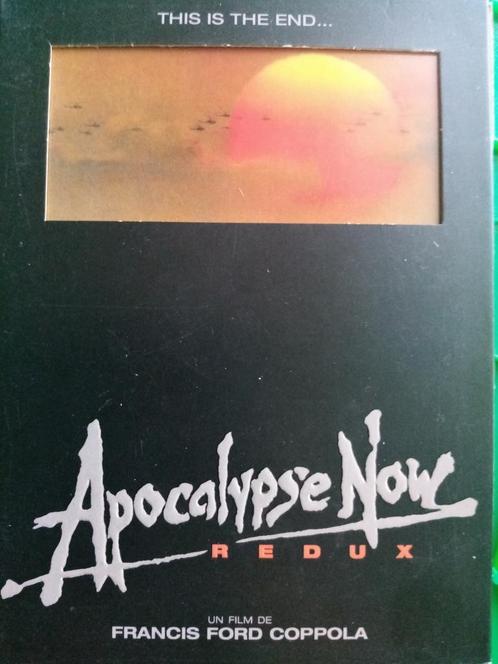 THIS IS THE END...
Apocalypse Now
REDUX
UN FILM DE
FRANCIS FORD COPPOLA